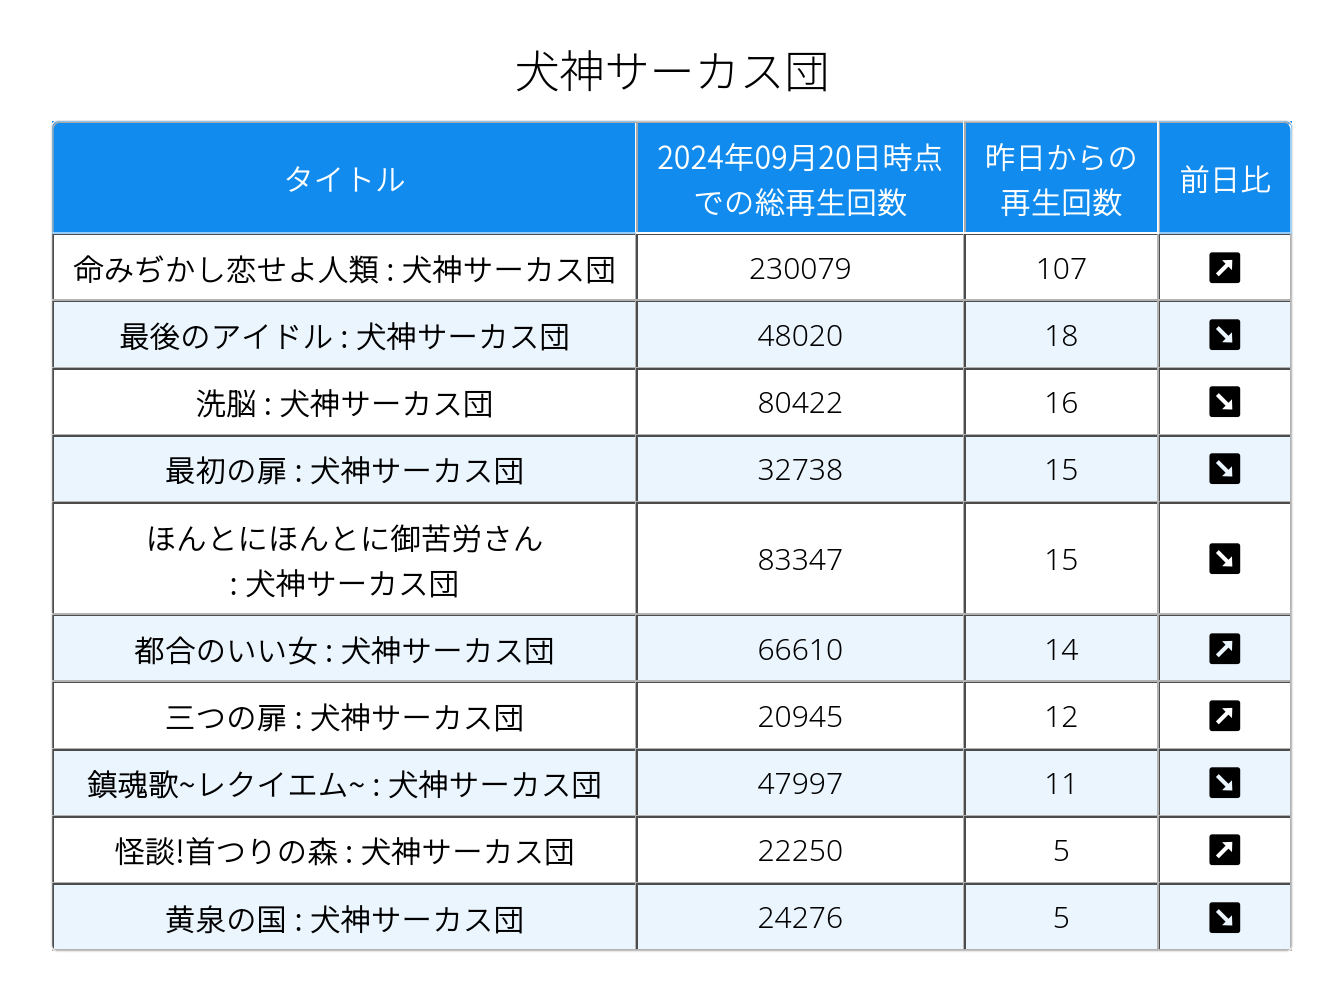 犬神サーカス団
タイトル
2024年09月20日時点
での総再生回数
昨日からの
再生回数
前日比
命みぢかし恋せよ人類 : 犬神サーカス団
230079
107
最後のアイドル : 犬神サーカス団
48020
18
洗脳 : 犬神サーカス団
80422
16
最初の扉 : 犬神サーカス団
32738
15
ほんとにほんとに御苦労さん
: 犬神サーカス団
83347
15
都合のいい女 : 犬神サーカス団
66610
14
三つの扉 : 犬神サーカス団
20945
12
鎮魂歌~レクイエム~ : 犬神サーカス団
47997
11
怪談!首つりの森 : 犬神サーカス団
22250
5
黄泉の国 : 犬神サーカス団
24276
5